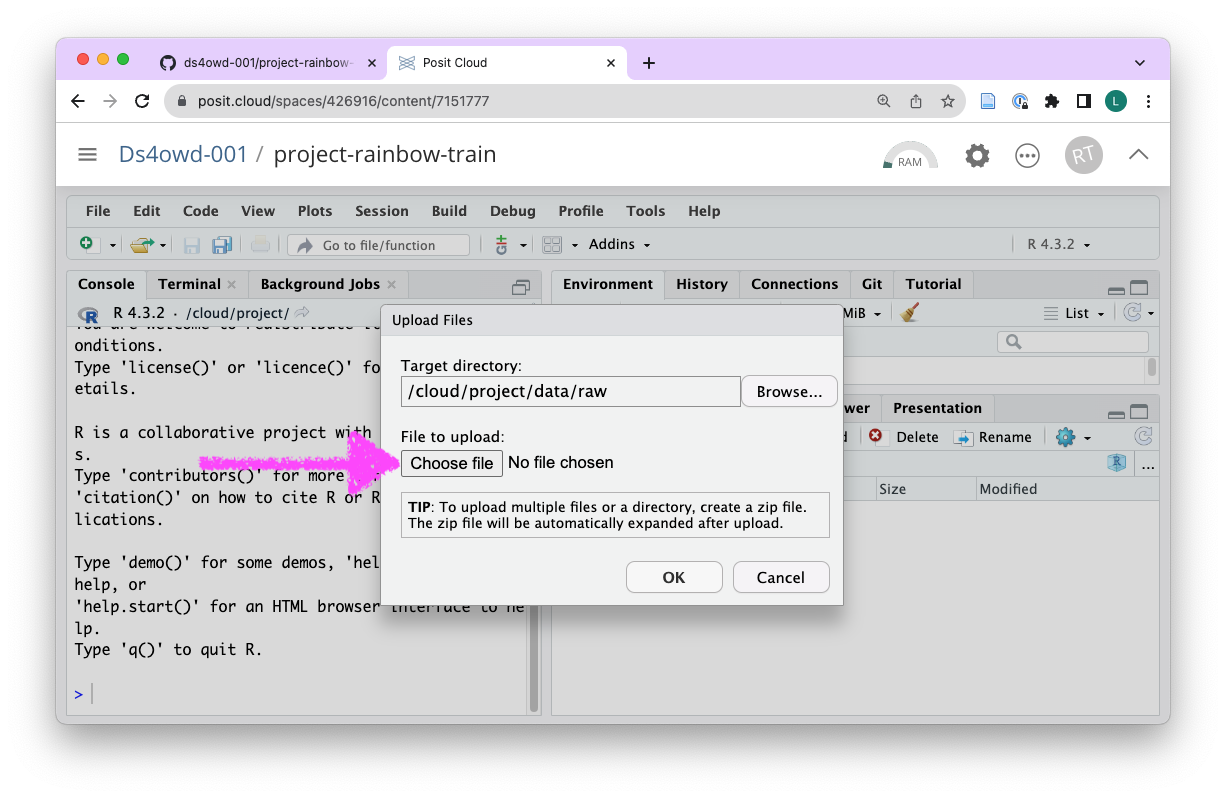 ds4owd-001/project-rainbow-
Posit Cloud
posit.cloud/spaces/426916/content/7151777
L
Ds4owd-001 / project-rainbow-train
RAM
RT
File Edit Code View Plots Session Build Debug Profile Tools Help
Go to file/function
Addins
R 4.3.2
Console Terminal Background Jobs
Environment History Connections Git Tutorial
R 4.3.2 · /cloud/project/
MiB
List
onditions.
Type 'license()' or 'licence()' fo
etails.
R is a collaborative project with
s.
Type 'contributors()' for more
'citation()' on how to cite R or R
lications.
Type 'demo()' for some demos, 'hel
help, or
'help.start()' for an HTML browser interface to he
lp.
Type 'q()' to quit R.
>
Upload Files
Target directory:
/cloud/project/data/raw
Browse...
File to upload:
Choose file No file chosen
TIP: To upload multiple files or a directory, create a zip file.
The zip file will be automatically expanded after upload.
OK Cancel
wer Presentation
Delete Rename
R
...
Size Modified